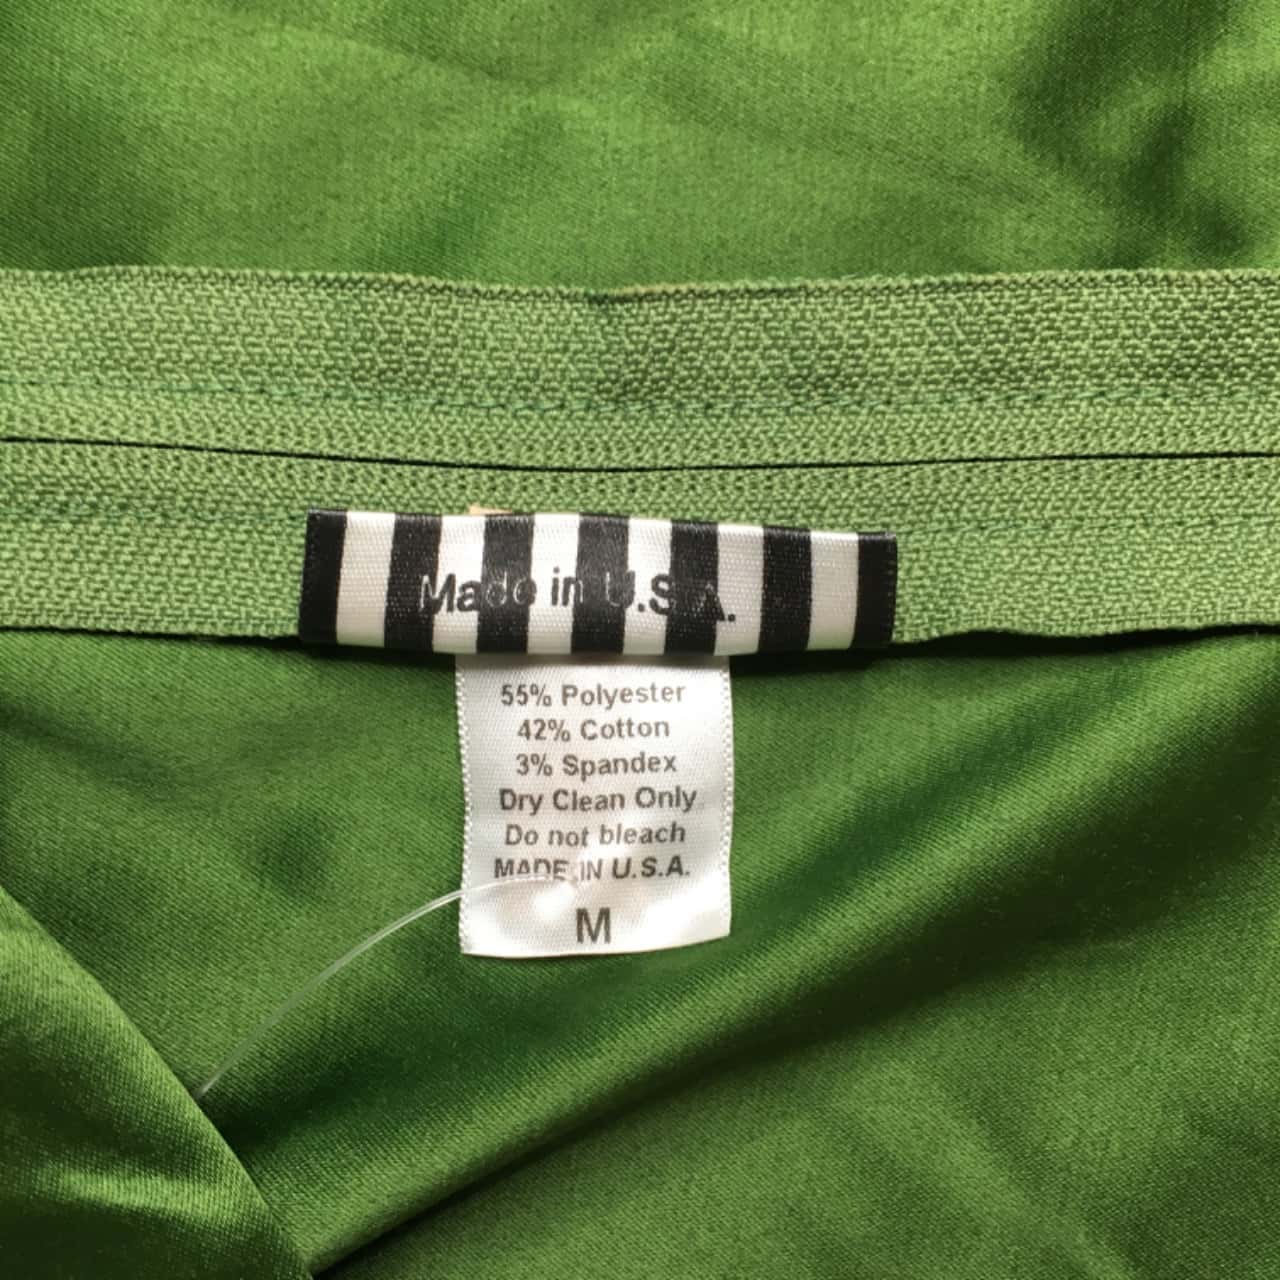 Made in U.S.A.
55% Polyester
42% Cotton
3% Spandex
Dry Clean Only
Do not bleach
MADE IN U.S.A.
M